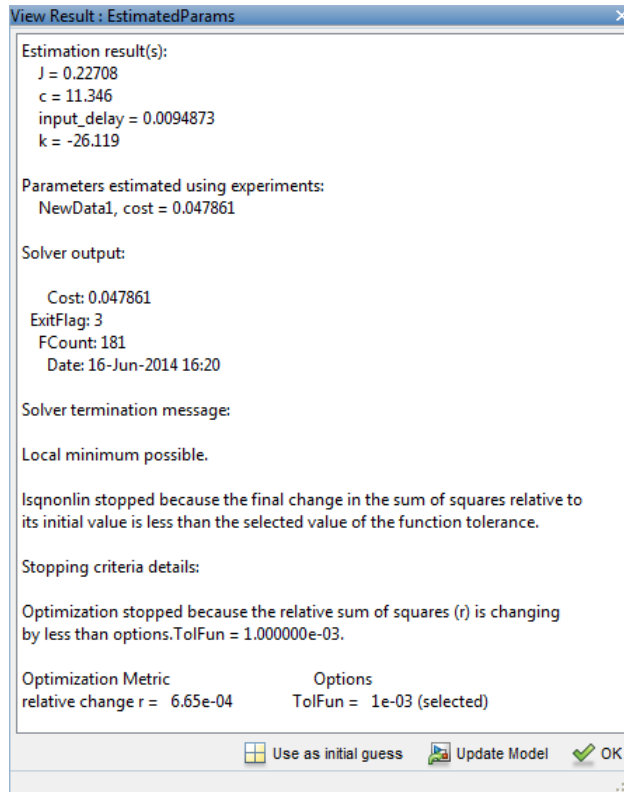 View Result : EstimatedParams
Estimation result(s):
J = 0.22708
c = 11.346
input_delay = 0.0094873
k = -26.119
Parameters estimated using experiments:
NewData1, cost = 0.047861
Solver output:
Cost: 0.047861
ExitFlag: 3
FCount: 181
Date: 16-Jun-2014 16:20
Solver termination message:
Local minimum possible.
lsqnonlin stopped because the final change in the sum of squares relative to
its initial value is less than the selected value of the function tolerance.
Stopping criteria details:
Optimization stopped because the relative sum of squares (r) is changing
by less than options.TolFun = 1.000000e-03.
Optimization Metric Options
relative change r = 6.65e-04 TolFun = 1e-03 (selected)
Use as initial guess Update Model OK